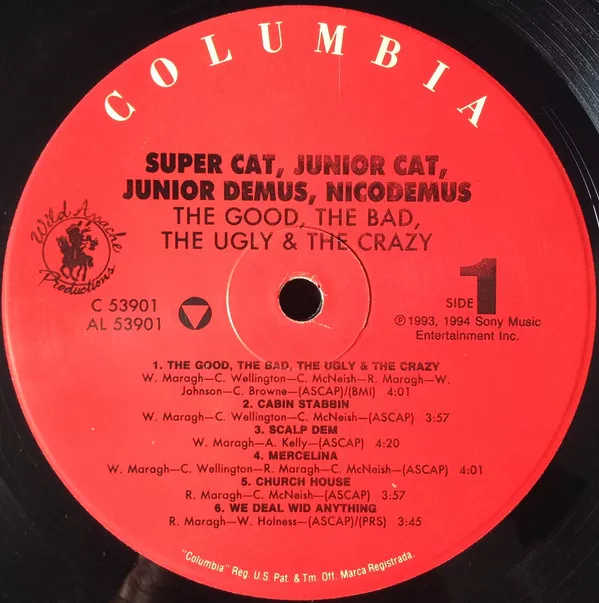 COLUMBIA
SUPER CAT, JUNIOR CAT,
JUNIOR DEMUS, NICODEMUS
THE GOOD, THE BAD,
THE UGLY & THE CRAZY
Wild Apache
Productions
C 53901
AL 53901
SIDE 1
℗ 1993, 1994 Sony Music
Entertainment Inc.
1. THE GOOD, THE BAD, THE UGLY & THE CRAZY
W. Maragh—C. Wellington—C. McNeish—R. Maragh—W.
Johnson—C. Browne—(ASCAP)/(BMI) 4:01
2. CABIN STABBIN
W. Maragh—C. Wellington—C. McNeish—(ASCAP) 3:57
3. SCALP DEM
W. Maragh—A. Kelly—(ASCAP) 4:20
4. MERCELINA
W. Maragh—C. Wellington—R. Maragh—C. McNeish—(ASCAP) 4:01
5. CHURCH HOUSE
R. Maragh—C. McNeish—(ASCAP) 3:57
6. WE DEAL WID ANYTHING
R. Maragh—W. Holness—(ASCAP)/(PRS) 3:45
"Columbia" Reg. U.S. Pat. & Tm. Off. Marca Registrada.